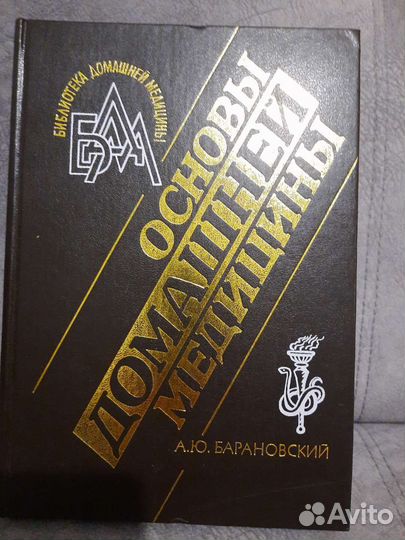 БИБЛИОТЕКА ДОМАШНЕЙ МЕДИЦИНЫ
БДМ
ОСНОВЫ
ДОМАШНЕЙ
МЕДИЦИНЫ
А.Ю. БАРАНОВСКИЙ
Avito